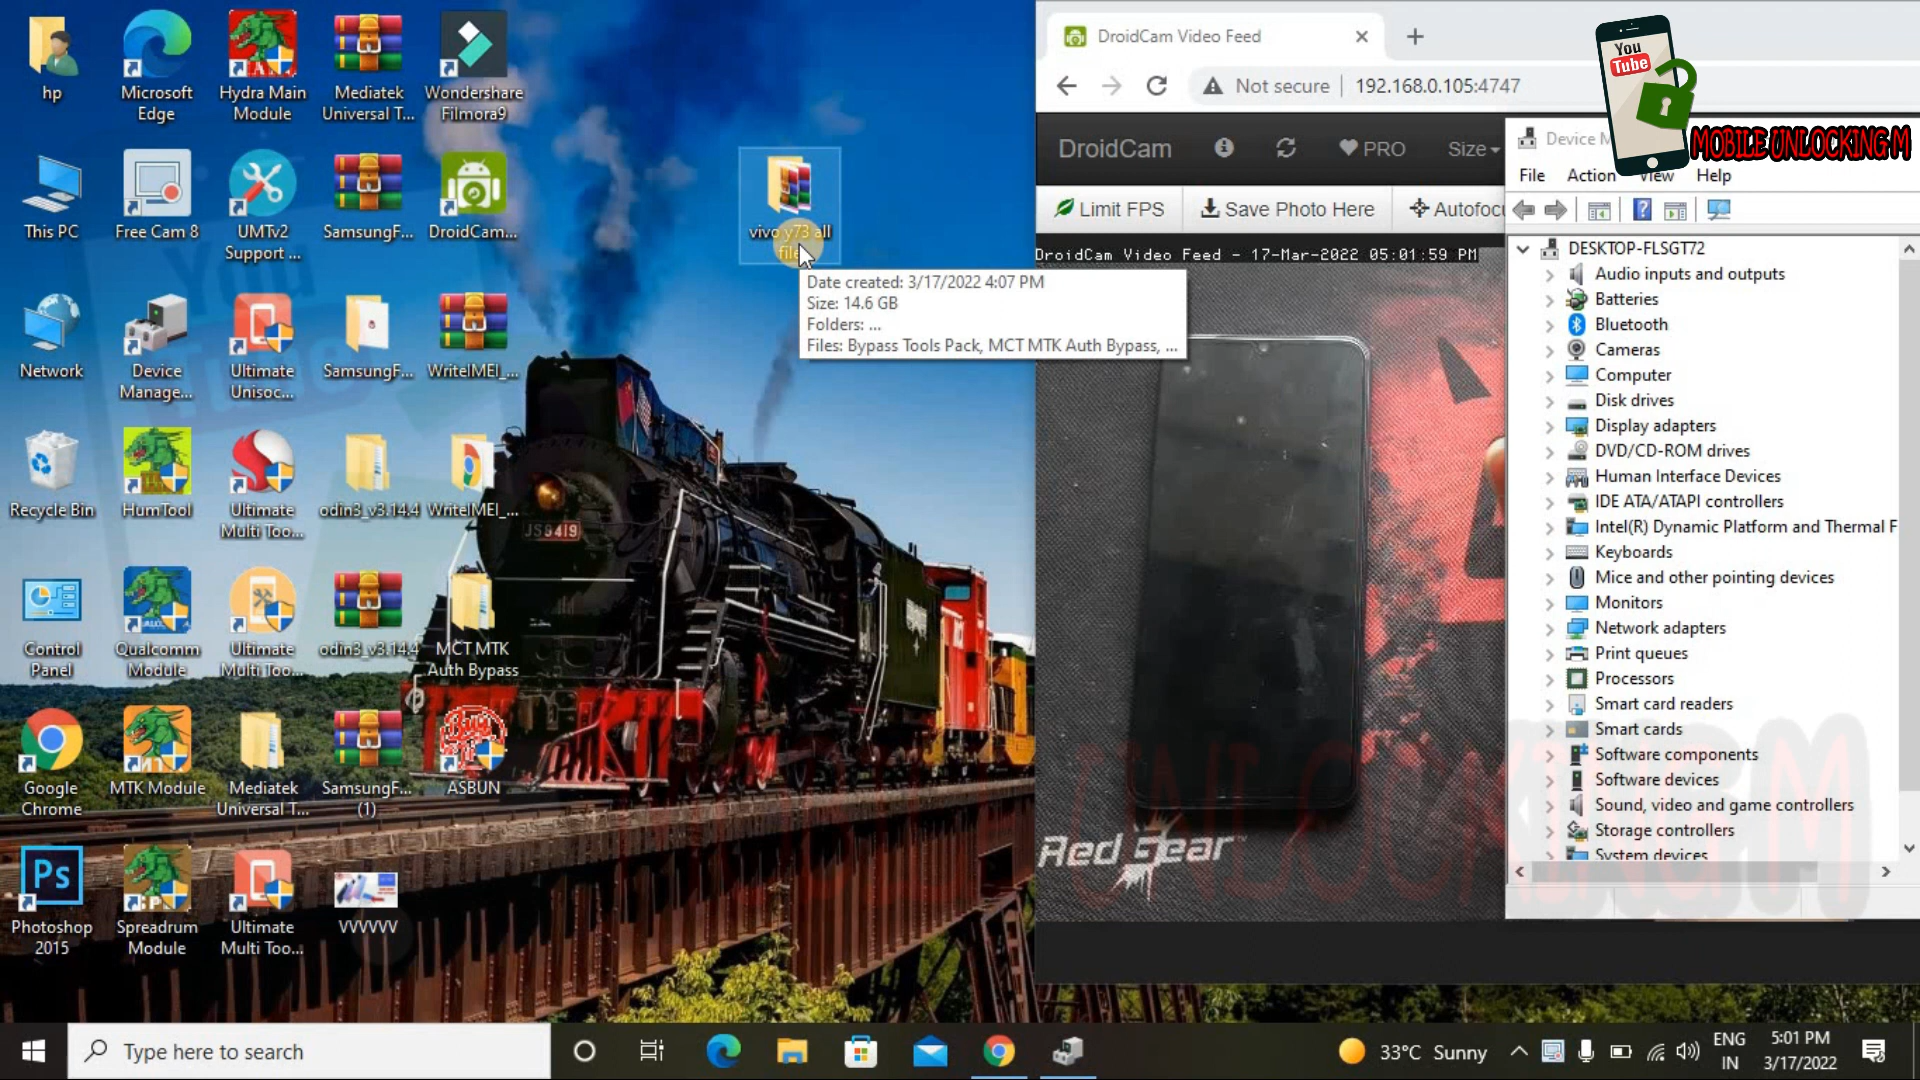 hp
Microsoft
Edge
Hydra Main
Module
Mediatek
Universal T...
Wondershare
Filmora9
This PC
Free Cam 8
UMTv2
Support ...
SamsungF...
DroidCam...
Network
Device
Manage...
Ultimate
Unisoc...
SamsungF...
WriteIMEI_...
Recycle Bin
HumTool
Ultimate
Multi Too...
odin3_v3.14.4
WriteIMEI_...
Control
Panel
Qualcomm
Module
Ultimate
Multi Too...
odin3_v3.14.4
MCT MTK
Auth Bypass
Google
Chrome
MTK Module
Mediatek
Universal T...
SamsungF...
(1)
ASBUN
Ps
Photoshop
2015
Spreadrum
Module
Ultimate
Multi Too...
VVVVVV
JS9419
vivo y73 all
file
Date created: 3/17/2022 4:07 PM
Size: 14.6 GB
Folders: ...
Files: Bypass Tools Pack, MCT MTK Auth Bypass, ...
DroidCam Video Feed
Not secure
192.168.0.105:4747
DroidCam
PRO
Size
Limit FPS
Save Photo Here
Autofocu
DroidCam Video Feed - 17-Mar-2022 05:01:59 PM
Red Gear
You
Tube
MOBILE UNLOCKING M
Device M
File
Action
View
Help
DESKTOP-FLSGT72
Audio inputs and outputs
Batteries
Bluetooth
Cameras
Computer
Disk drives
Display adapters
DVD/CD-ROM drives
Human Interface Devices
IDE ATA/ATAPI controllers
Intel(R) Dynamic Platform and Thermal F
Keyboards
Mice and other pointing devices
Monitors
Network adapters
Print queues
Processors
Smart card readers
Smart cards
Software components
Software devices
Sound, video and game controllers
Storage controllers
System devices
Type here to search
33°C Sunny
ENG
IN
5:01 PM
3/17/2022